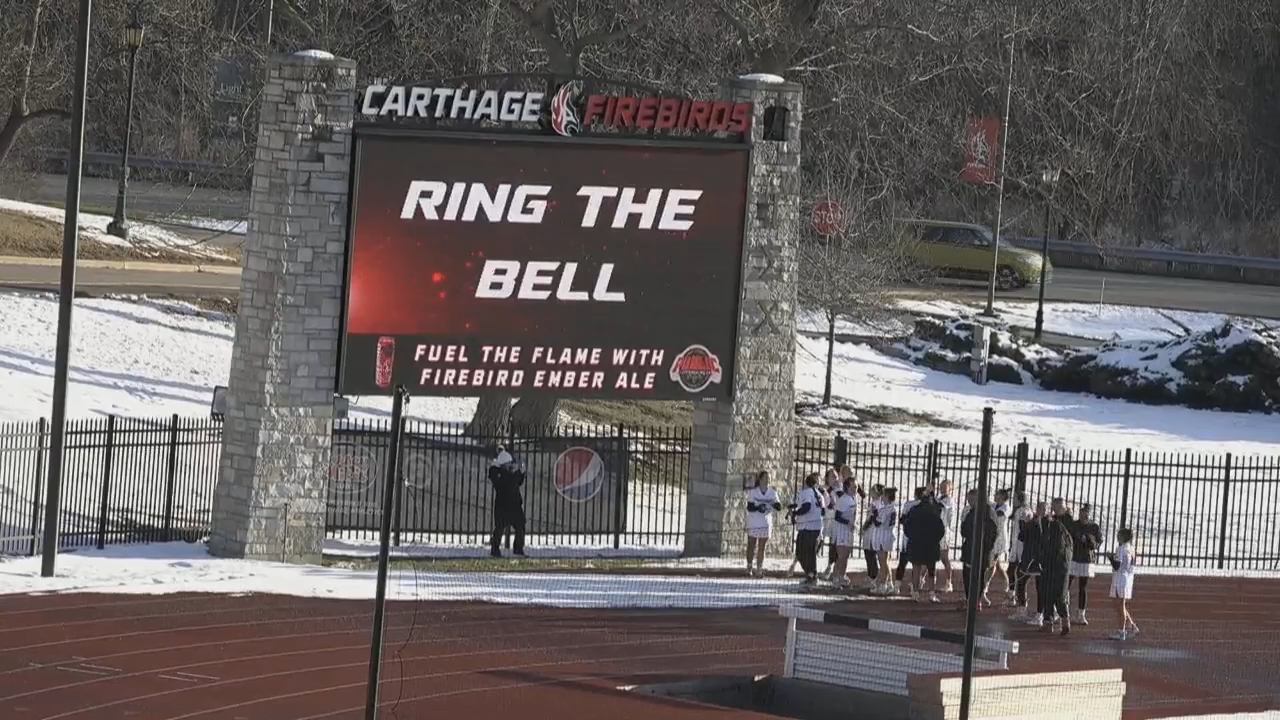 CARTHAGE FIREBIRDS
RING THE
BELL
FUEL THE FLAME WITH
FIREBIRD EMBER ALE
STOP